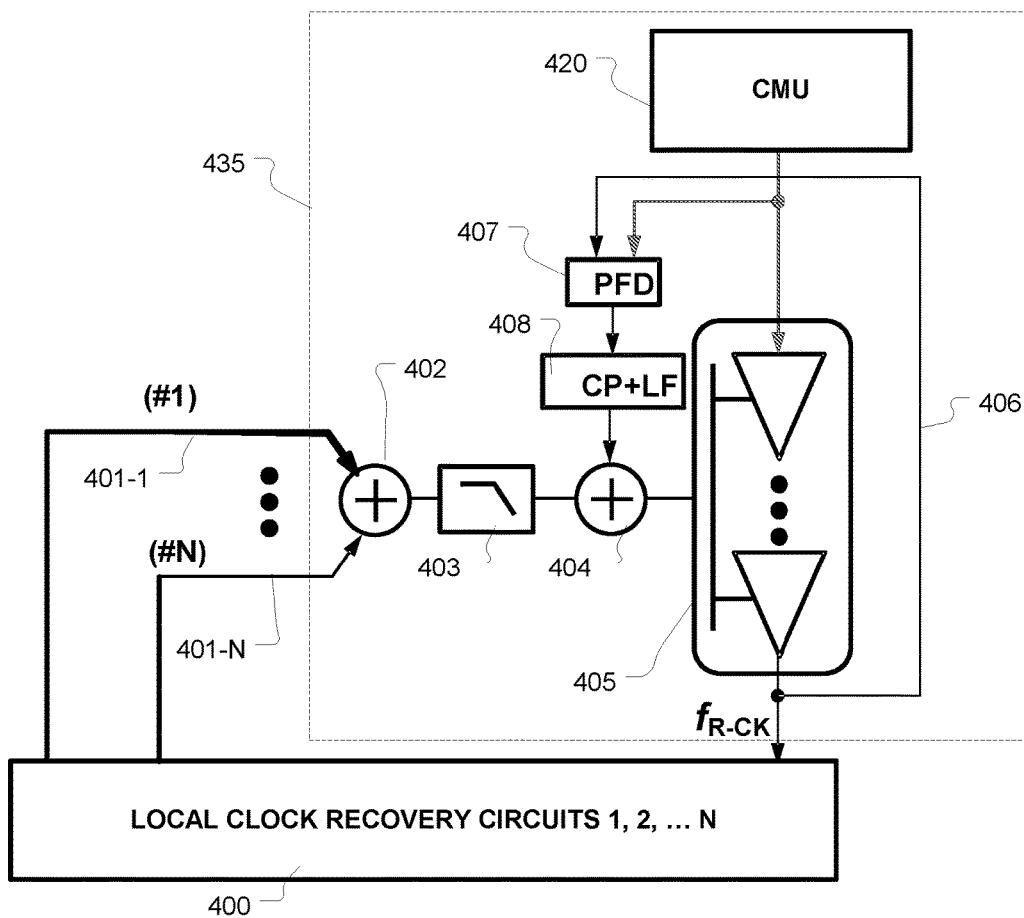 420
CMU
435
407
PFD
408
CP+LF
402
(#1)
401-1
406
(#N)
403
404
401-N
405
fR-CK
LOCAL CLOCK RECOVERY CIRCUITS 1, 2, ... N
400